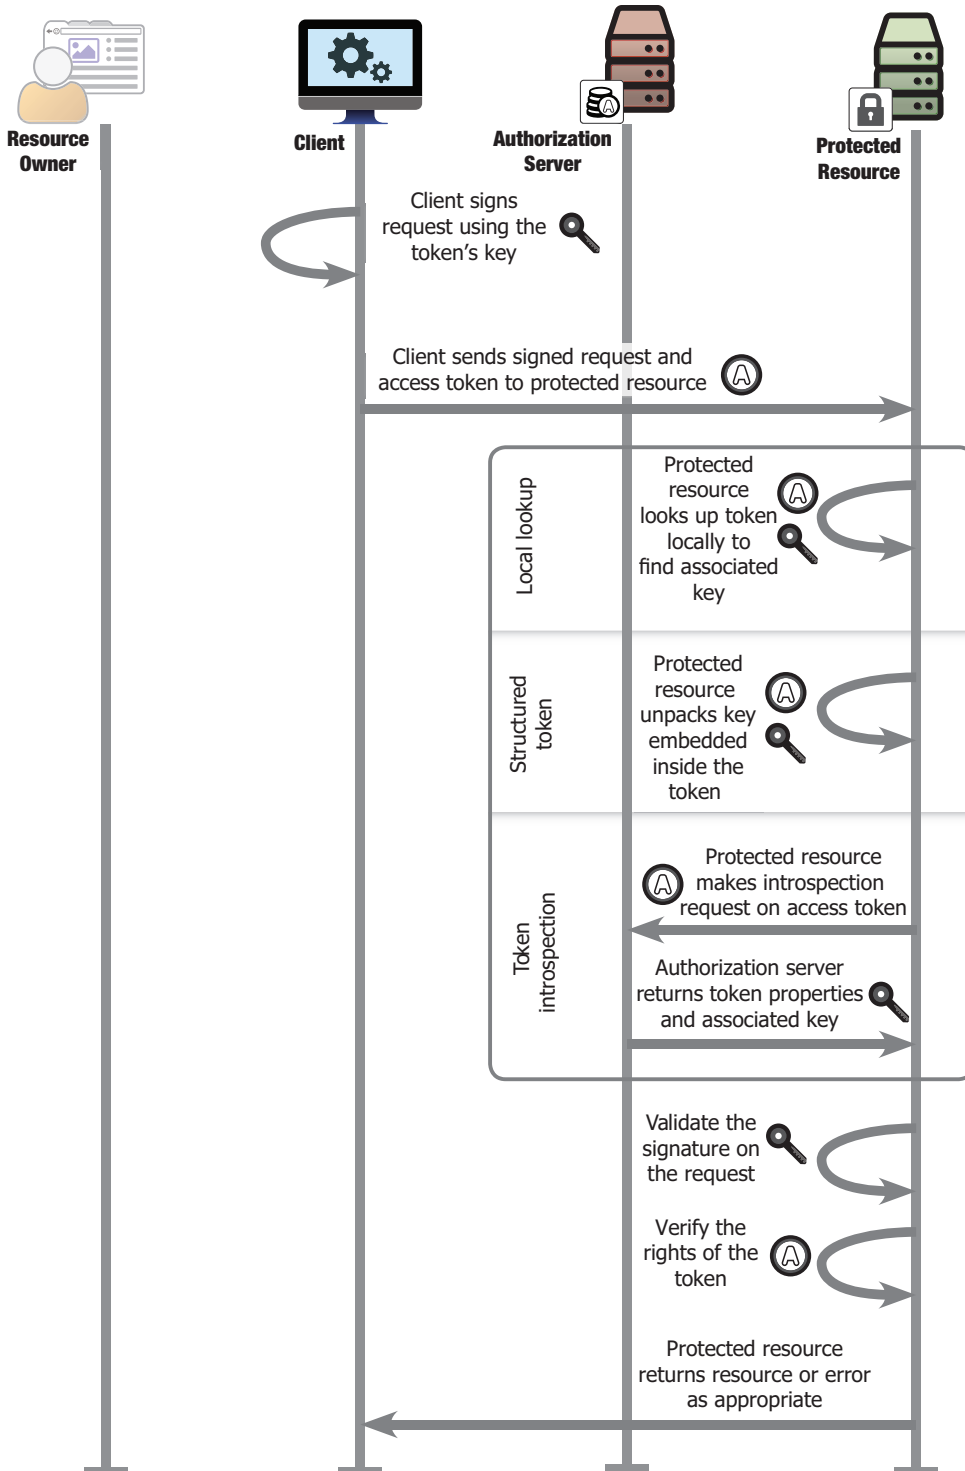 Resource
Owner
Client
Authorization
Server
Protected
Resource
Client signs
request using the
token's key
Client sends signed request and
access token to protected resource
Local lookup
Protected
resource
looks up token
locally to
find associated
key
Structured
token
Protected
resource
unpacks key
embedded
inside the
token
Token
introspection
Protected resource
makes introspection
request on access token
Authorization server
returns token properties
and associated key
Validate the
signature on
the request
Verify the
rights of the
token
Protected resource
returns resource or error
as appropriate